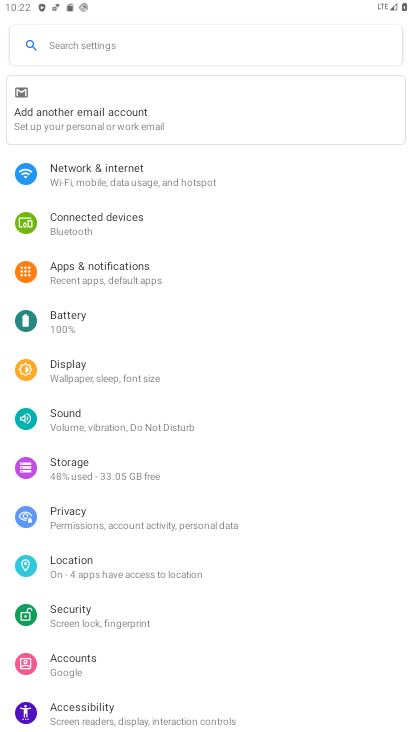 10:22
LTE
Search settings
Add another email account
Set up your personal or work email
Network & internet
Wi-Fi, mobile, data usage, and hotspot
Connected devices
Bluetooth
Apps & notifications
Recent apps, default apps
Battery
100%
Display
Wallpaper, sleep, font size
Sound
Volume, vibration, Do Not Disturb
Storage
48% used - 33.05 GB free
Privacy
Permissions, account activity, personal data
Location
On - 4 apps have access to location
Security
Screen lock, fingerprint
Accounts
Google
Accessibility
Screen readers, display, interaction controls